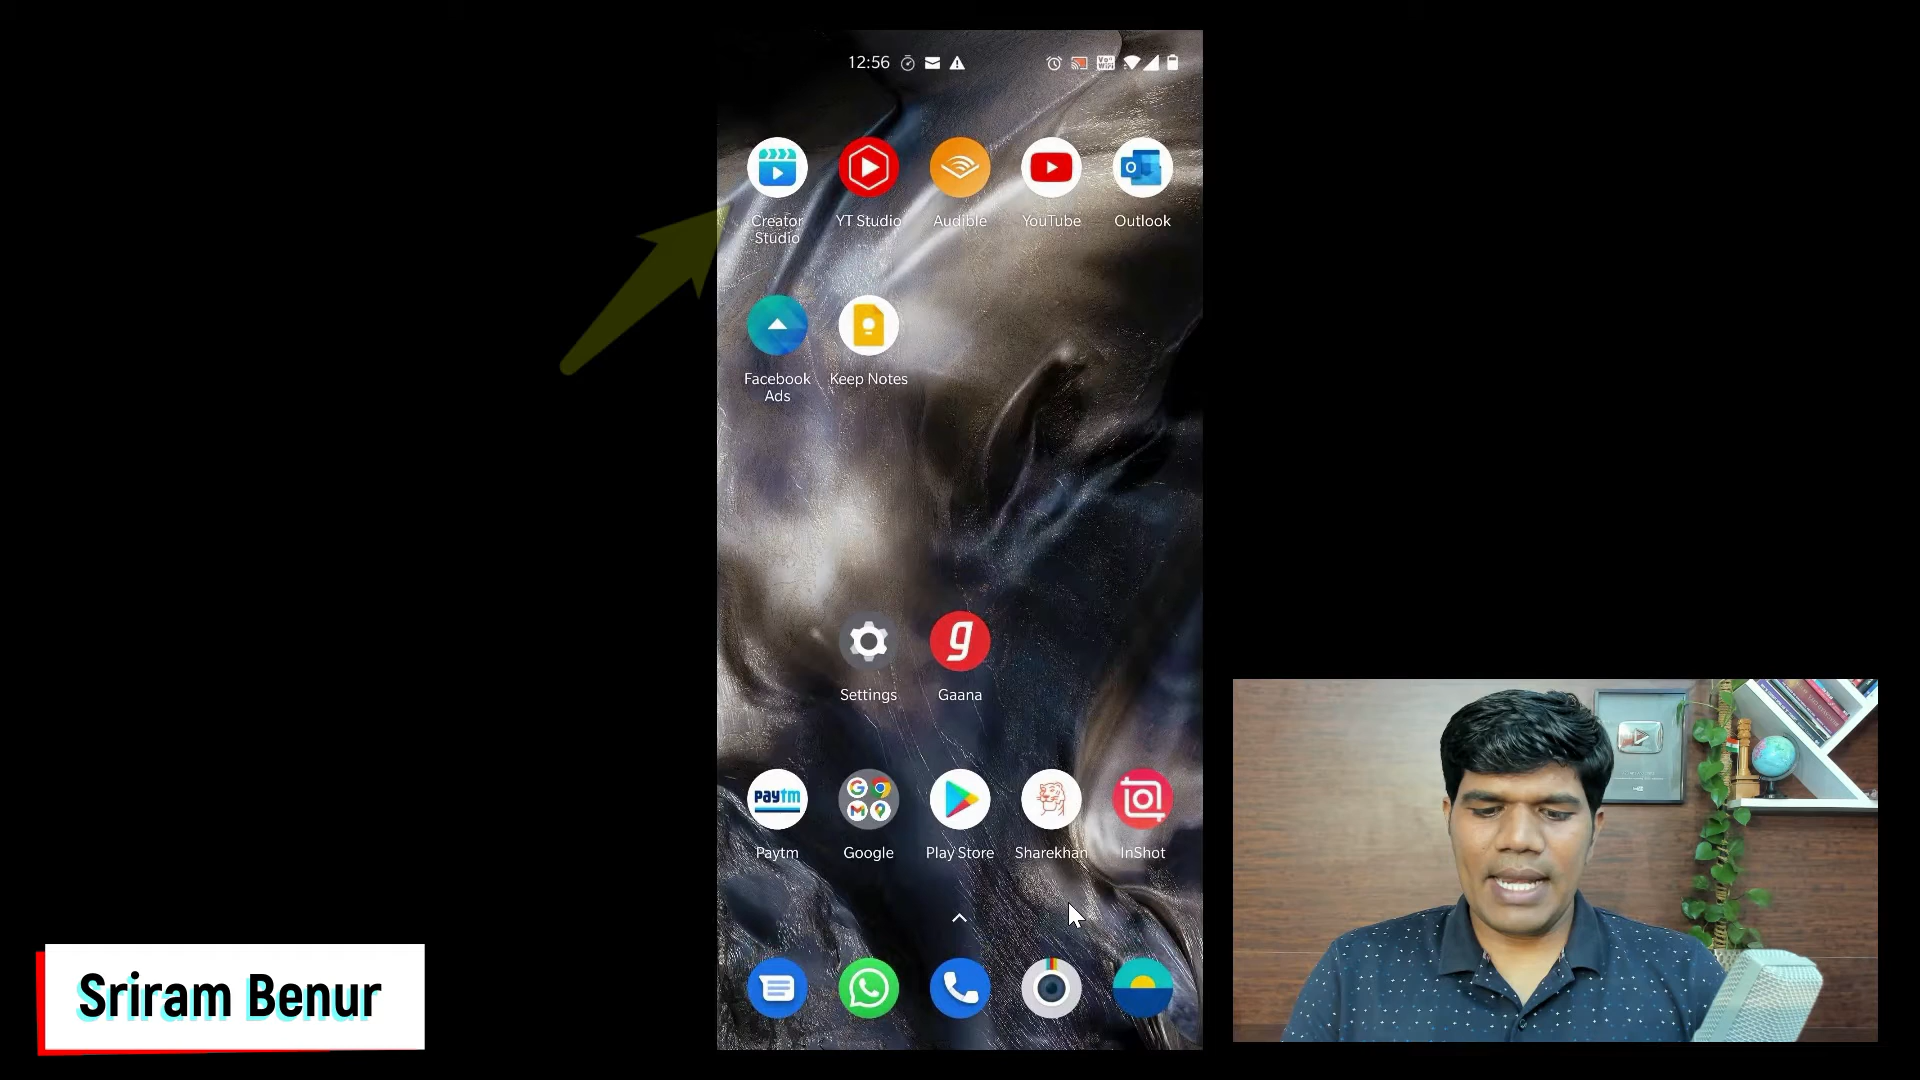 12:56
Creator
Studio
YT Studio
Audible
YouTube
Outlook
Facebook
Ads
Keep Notes
Settings
Gaana
paytm
Paytm
Google
Play Store
Sharekhan
InShot
Sriram Benur